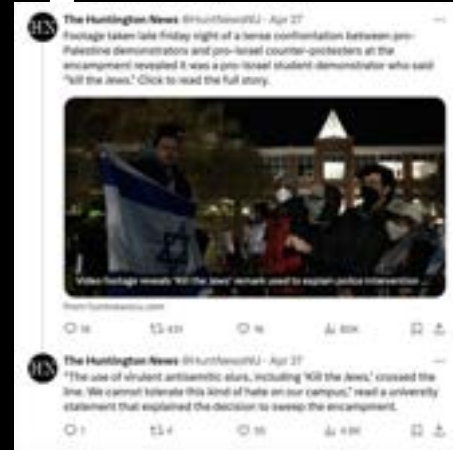 The Huntington News @HuntNewsNU · Apr 27
Footage taken late Friday night of a tense confrontation between pro-
Palestine demonstrators and pro-Israel counter-protesters at the
encampment revealed it was a pro-Israel student demonstrator who said
"kill the Jews." Click to read the full story.
Video footage reveals 'Kill the Jews' remark used to explain police intervention
The Huntington News @HuntNewsNU · Apr 27
"The use of virulent antisemitic slurs, including 'Kill the Jews,' crossed the
line. We cannot tolerate this kind of hate on our campus," read a university
statement that explained the decision to sweep the encampment.